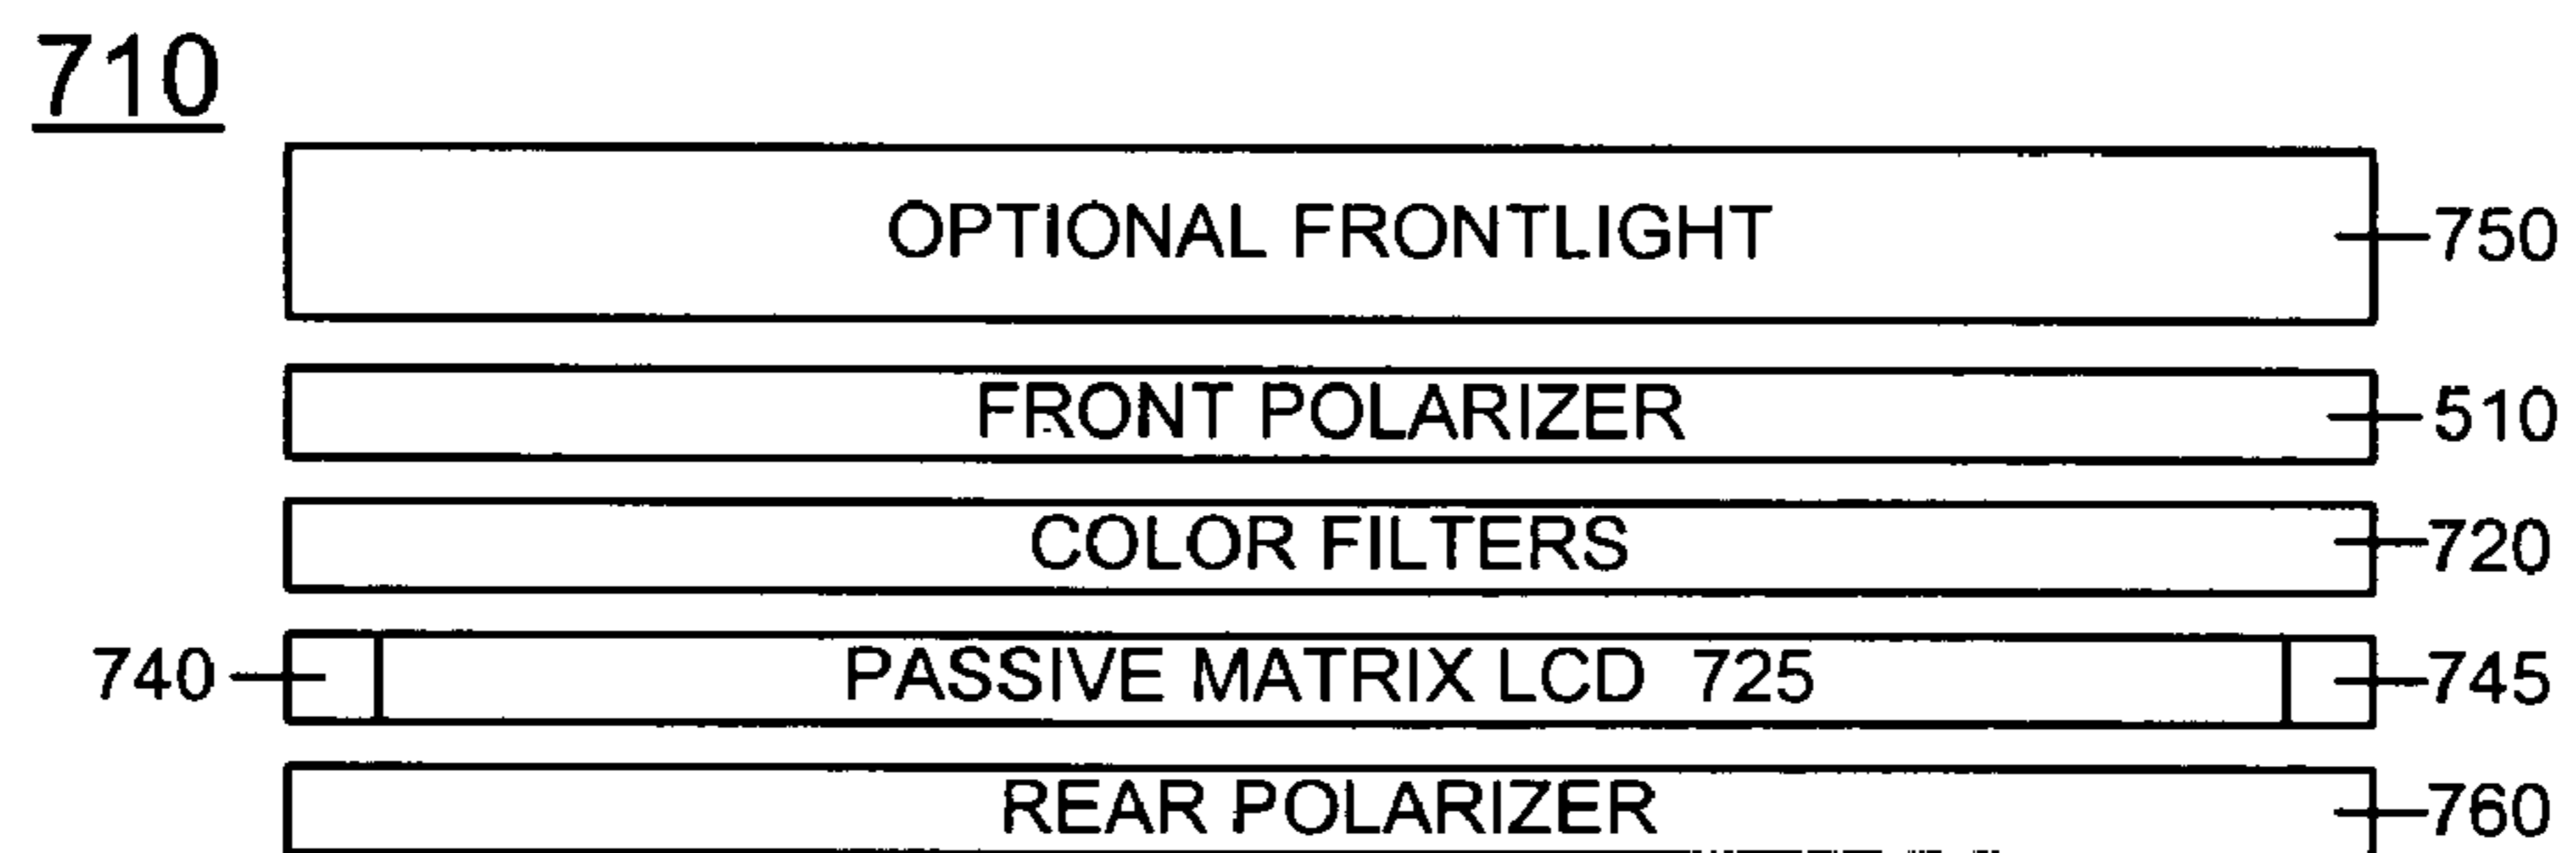 710
OPTIONAL FRONTLIGHT 750
FRONT POLARIZER 510
COLOR FILTERS 720
740 PASSIVE MATRIX LCD 725 745
REAR POLARIZER 760